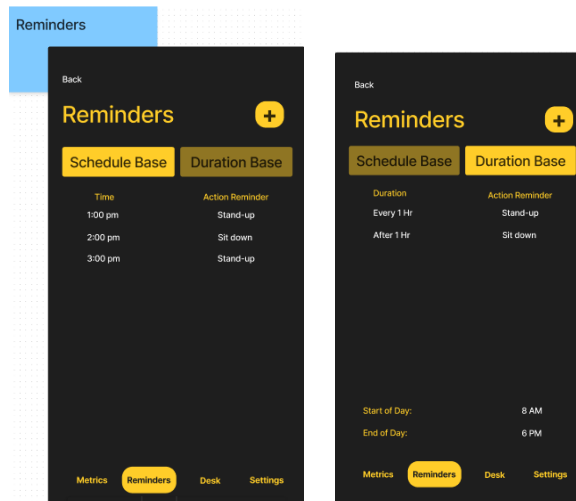 Reminders
Back
Reminders +
Schedule Base Duration Base
Time Action Reminder
1:00 pm Stand-up
2:00 pm Sit down
3:00 pm Stand-up
Metrics Reminders Desk Settings
Back
Reminders +
Schedule Base Duration Base
Duration Action Reminder
Every 1 Hr Stand-up
After 1 Hr Sit down
Start of Day: 8 AM
End of Day: 6 PM
Metrics Reminders Desk Settings